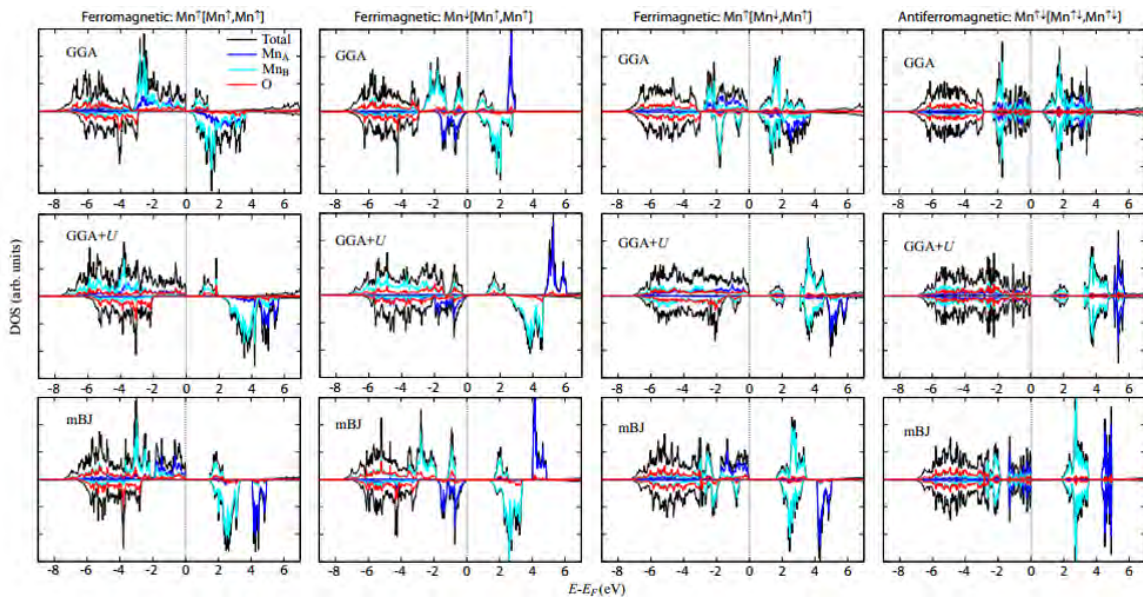 Ferromagnetic: Mn↑[Mn↑,Mn↑]
Ferrimagnetic: Mn↓[Mn↑,Mn↑]
Ferrimagnetic: Mn↑[Mn↓,Mn↑]
Antiferromagnetic: Mn↑↓[Mn↑↓,Mn↑↓]
GGA
Total
Mn_A
Mn_B
O
GGA
GGA
GGA
-8 -6 -4 -2 0 2 4 6
-8 -6 -4 -2 0 2 4 6
-8 -6 -4 -2 0 2 4 6
-8 -6 -4 -2 0 2 4 6
DOS (arb. units)
GGA+U
GGA+U
GGA+U
GGA+U
-8 -6 -4 -2 0 2 4 6
-8 -6 -4 -2 0 2 4 6
-8 -6 -4 -2 0 2 4 6
-8 -6 -4 -2 0 2 4 6
mBJ
mBJ
mBJ
mBJ
-8 -6 -4 -2 0 2 4 6
-8 -6 -4 -2 0 2 4 6
-8 -6 -4 -2 0 2 4 6
-8 -6 -4 -2 0 2 4 6
E-E_F(eV)